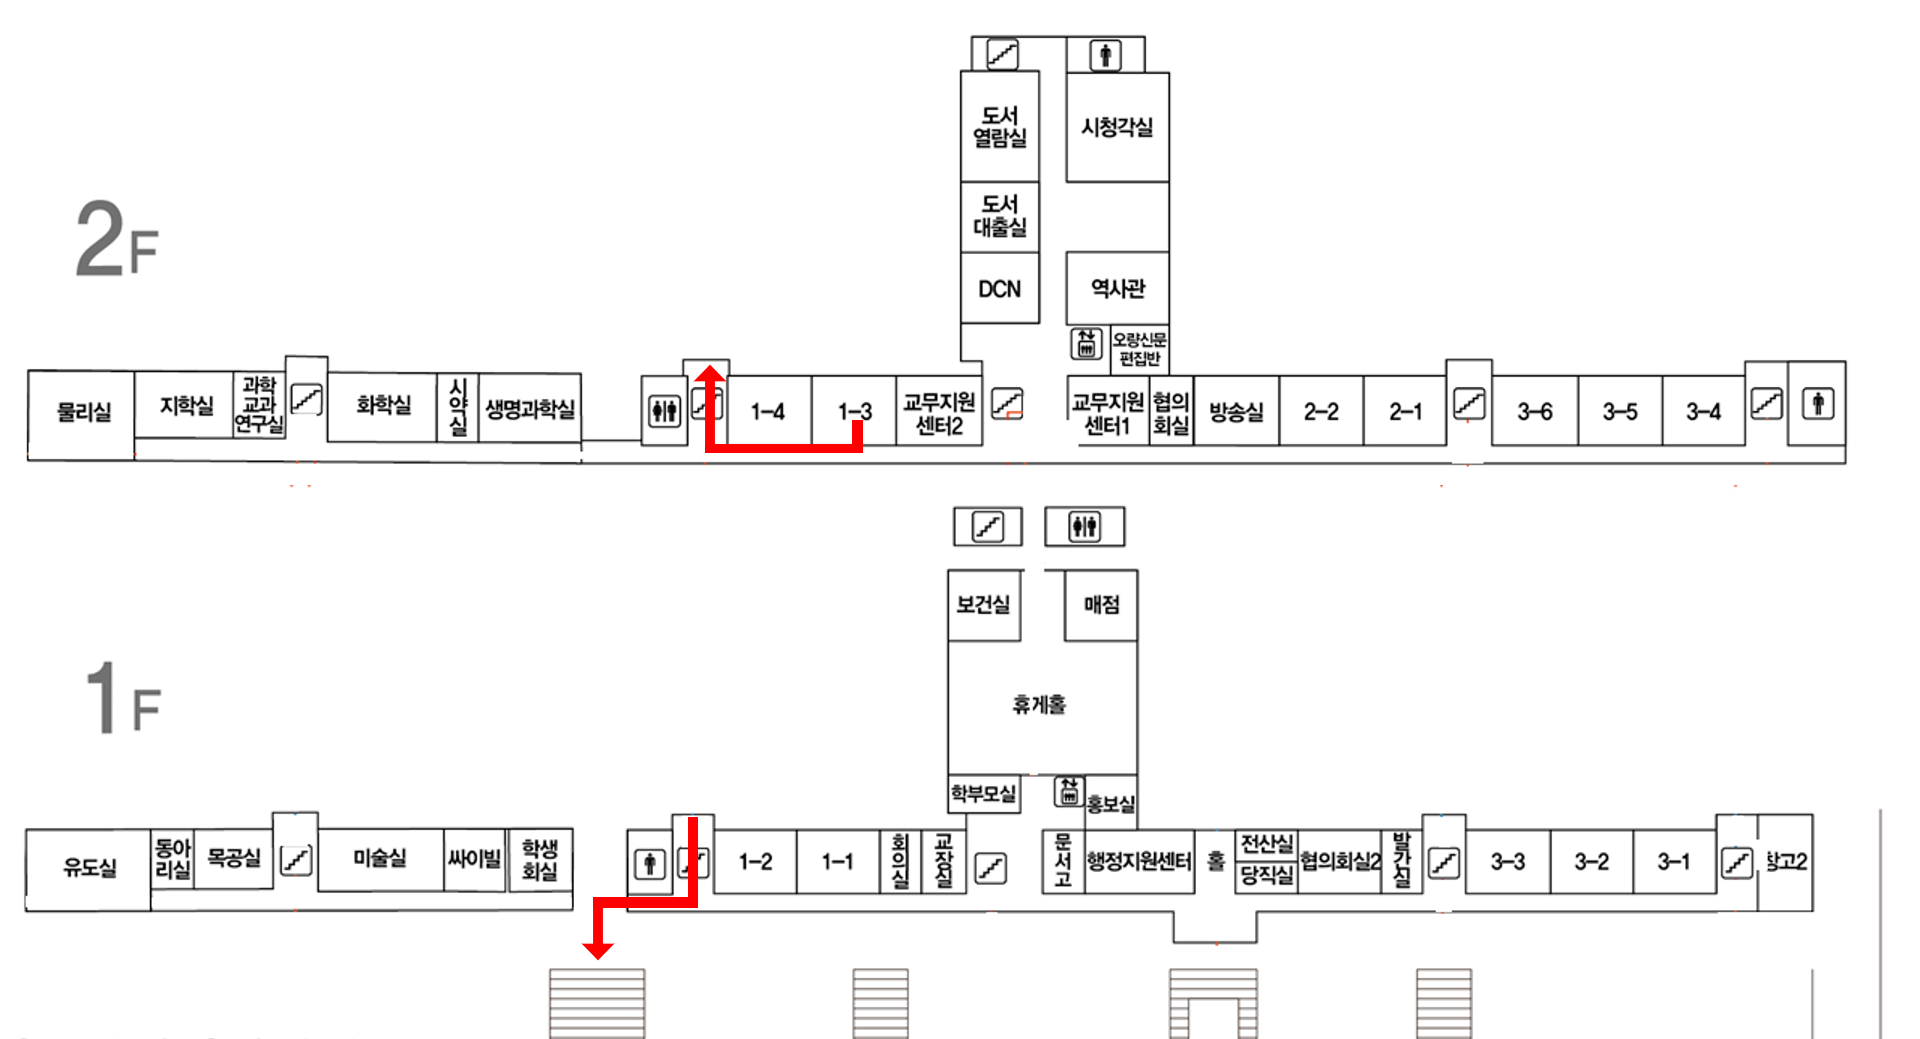 도서
열람실
시청각실
도서
대출실
2F
DCN
역사관
오량신문
편집반
물리실
지학실
과학
교과
연구실
화학실
시
약
실
생명과학실
1-4
1-3
교무지원
센터2
교무지원
센터1
협의
회실
방송실
2-2
2-1
3-6
3-5
3-4
보건실
매점
1F
휴게홀
학부모실
홍보실
유도실
동아
리실
목공실
미술실
싸이빌
학생
회실
1-2
1-1
회
의
실
교
장
실
문
서
고
행정지원센터
홀
전산실
당직실
협의회실2
발
간
실
3-3
3-2
3-1
창고2